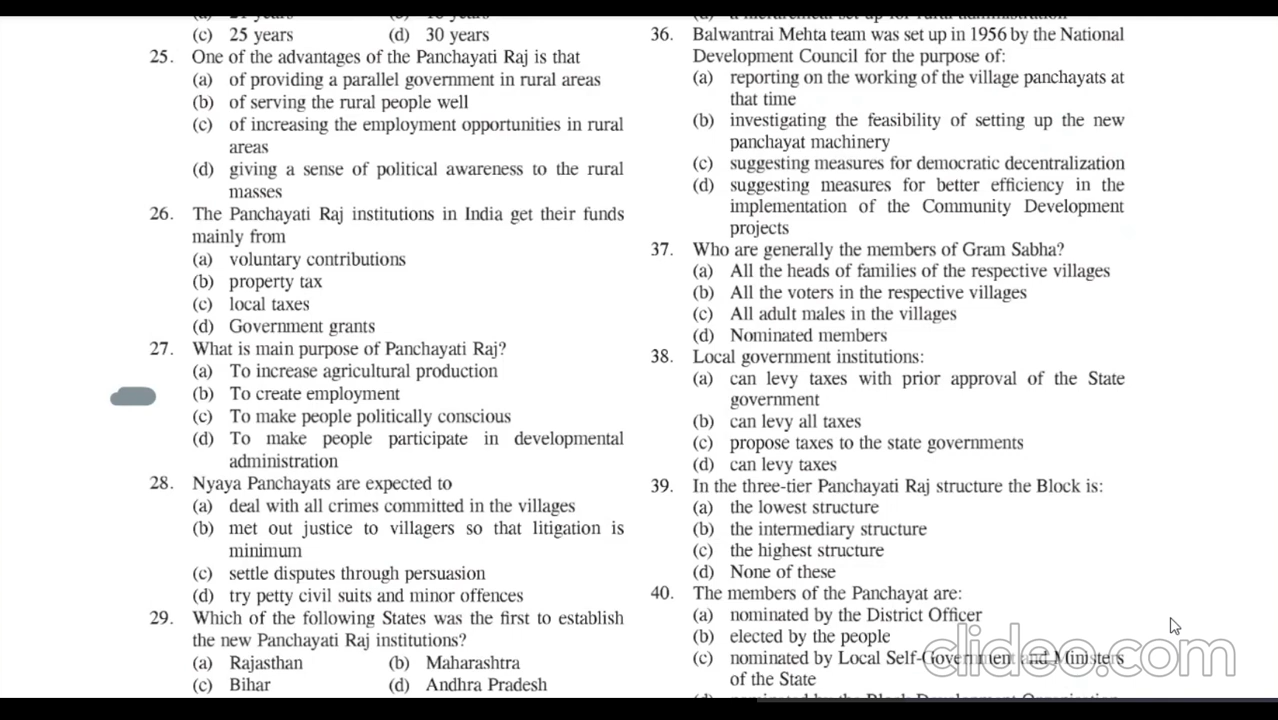 (c) 25 years (d) 30 years
25. One of the advantages of the Panchayati Raj is that
(a) of providing a parallel government in rural areas
(b) of serving the rural people well
(c) of increasing the employment opportunities in rural
areas
(d) giving a sense of political awareness to the rural
masses
26. The Panchayati Raj institutions in India get their funds
mainly from
(a) voluntary contributions
(b) property tax
(c) local taxes
(d) Government grants
27. What is main purpose of Panchayati Raj?
(a) To increase agricultural production
(b) To create employment
(c) To make people politically conscious
(d) To make people participate in developmental
administration
28. Nyaya Panchayats are expected to
(a) deal with all crimes committed in the villages
(b) met out justice to villagers so that litigation is
minimum
(c) settle disputes through persuasion
(d) try petty civil suits and minor offences
29. Which of the following States was the first to establish
the new Panchayati Raj institutions?
(a) Rajasthan (b) Maharashtra
(c) Bihar (d) Andhra Pradesh
36. Balwantrai Mehta team was set up in 1956 by the National
Development Council for the purpose of:
(a) reporting on the working of the village panchayats at
that time
(b) investigating the feasibility of setting up the new
panchayat machinery
(c) suggesting measures for democratic decentralization
(d) suggesting measures for better efficiency in the
implementation of the Community Development
projects
37. Who are generally the members of Gram Sabha?
(a) All the heads of families of the respective villages
(b) All the voters in the respective villages
(c) All adult males in the villages
(d) Nominated members
38. Local government institutions:
(a) can levy taxes with prior approval of the State
government
(b) can levy all taxes
(c) propose taxes to the state governments
(d) can levy taxes
39. In the three-tier Panchayati Raj structure the Block is:
(a) the lowest structure
(b) the intermediary structure
(c) the highest structure
(d) None of these
40. The members of the Panchayat are:
(a) nominated by the District Officer
(b) elected by the people
(c) nominated by Local Self-Government and Ministers
of the State
clideo.com